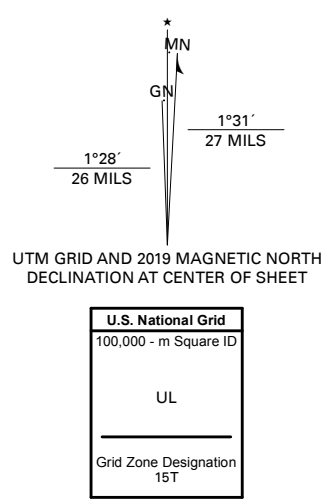 ★
MN
GN
1°31´
27 MILS
1°28´
26 MILS
UTM GRID AND 2019 MAGNETIC NORTH
DECLINATION AT CENTER OF SHEET
U.S. National Grid
100,000 - m Square ID
UL
Grid Zone Designation
15T